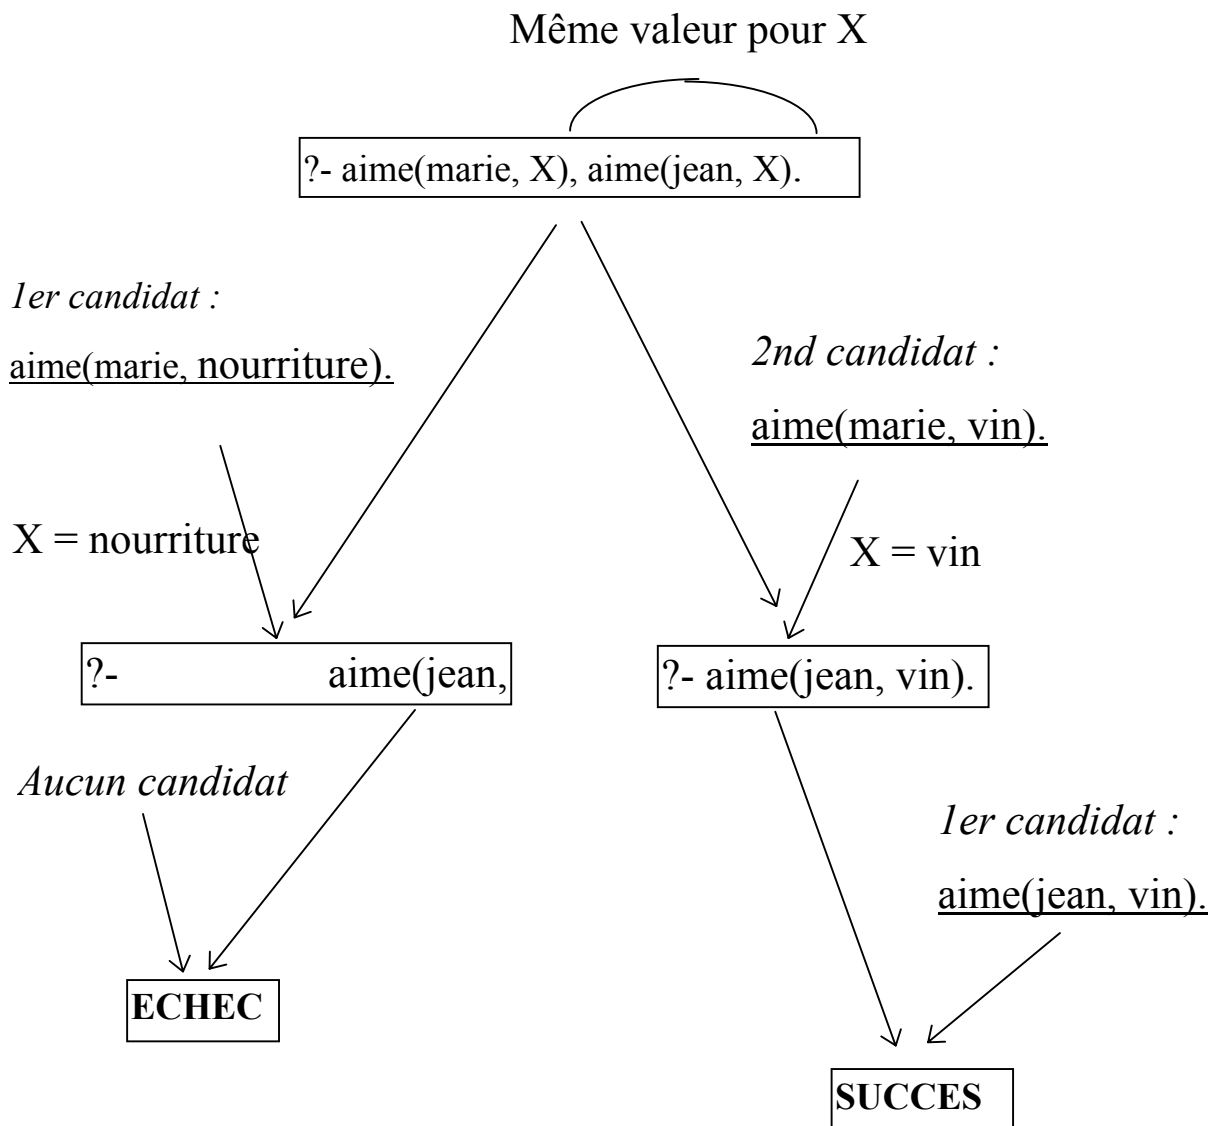 Même valeur pour X
?- aime(marie, X), aime(jean, X).
1er candidat :
aime(marie, nourriture).
2nd candidat :
aime(marie, vin).
X = nourriture
X = vin
?- aime(jean,
?- aime(jean, vin).
Aucun candidat
1er candidat :
aime(jean, vin).
ECHEC
SUCCES